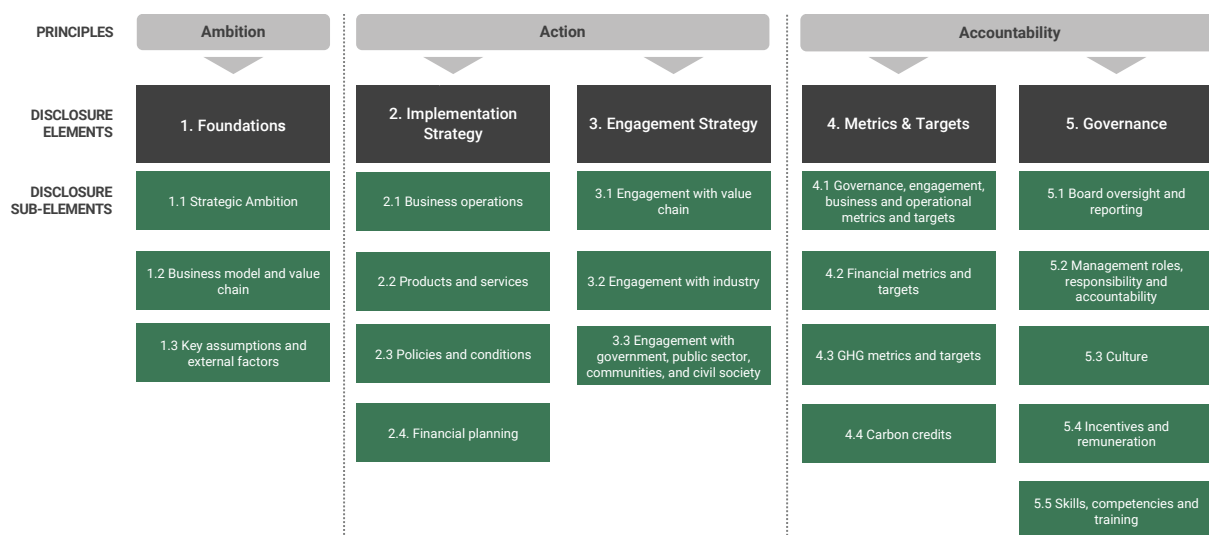 PRINCIPLES
Ambition
Action
Accountability
DISCLOSURE
ELEMENTS
1. Foundations
2. Implementation
Strategy
3. Engagement Strategy
4. Metrics & Targets
5. Governance
DISCLOSURE
SUB-ELEMENTS
1.1 Strategic Ambition
2.1 Business operations
3.1 Engagement with value
chain
4.1 Governance, engagement,
business and operational
metrics and targets
5.1 Board oversight and
reporting
1.2 Business model and value
chain
2.2 Products and services
3.2 Engagement with industry
4.2 Financial metrics and
targets
5.2 Management roles,
responsibility and
accountability
1.3 Key assumptions and
external factors
2.3 Policies and conditions
3.3 Engagement with
government, public sector,
communities, and civil society
4.3 GHG metrics and targets
5.3 Culture
2.4. Financial planning
4.4 Carbon credits
5.4 Incentives and
remuneration
5.5 Skills, competencies and
training